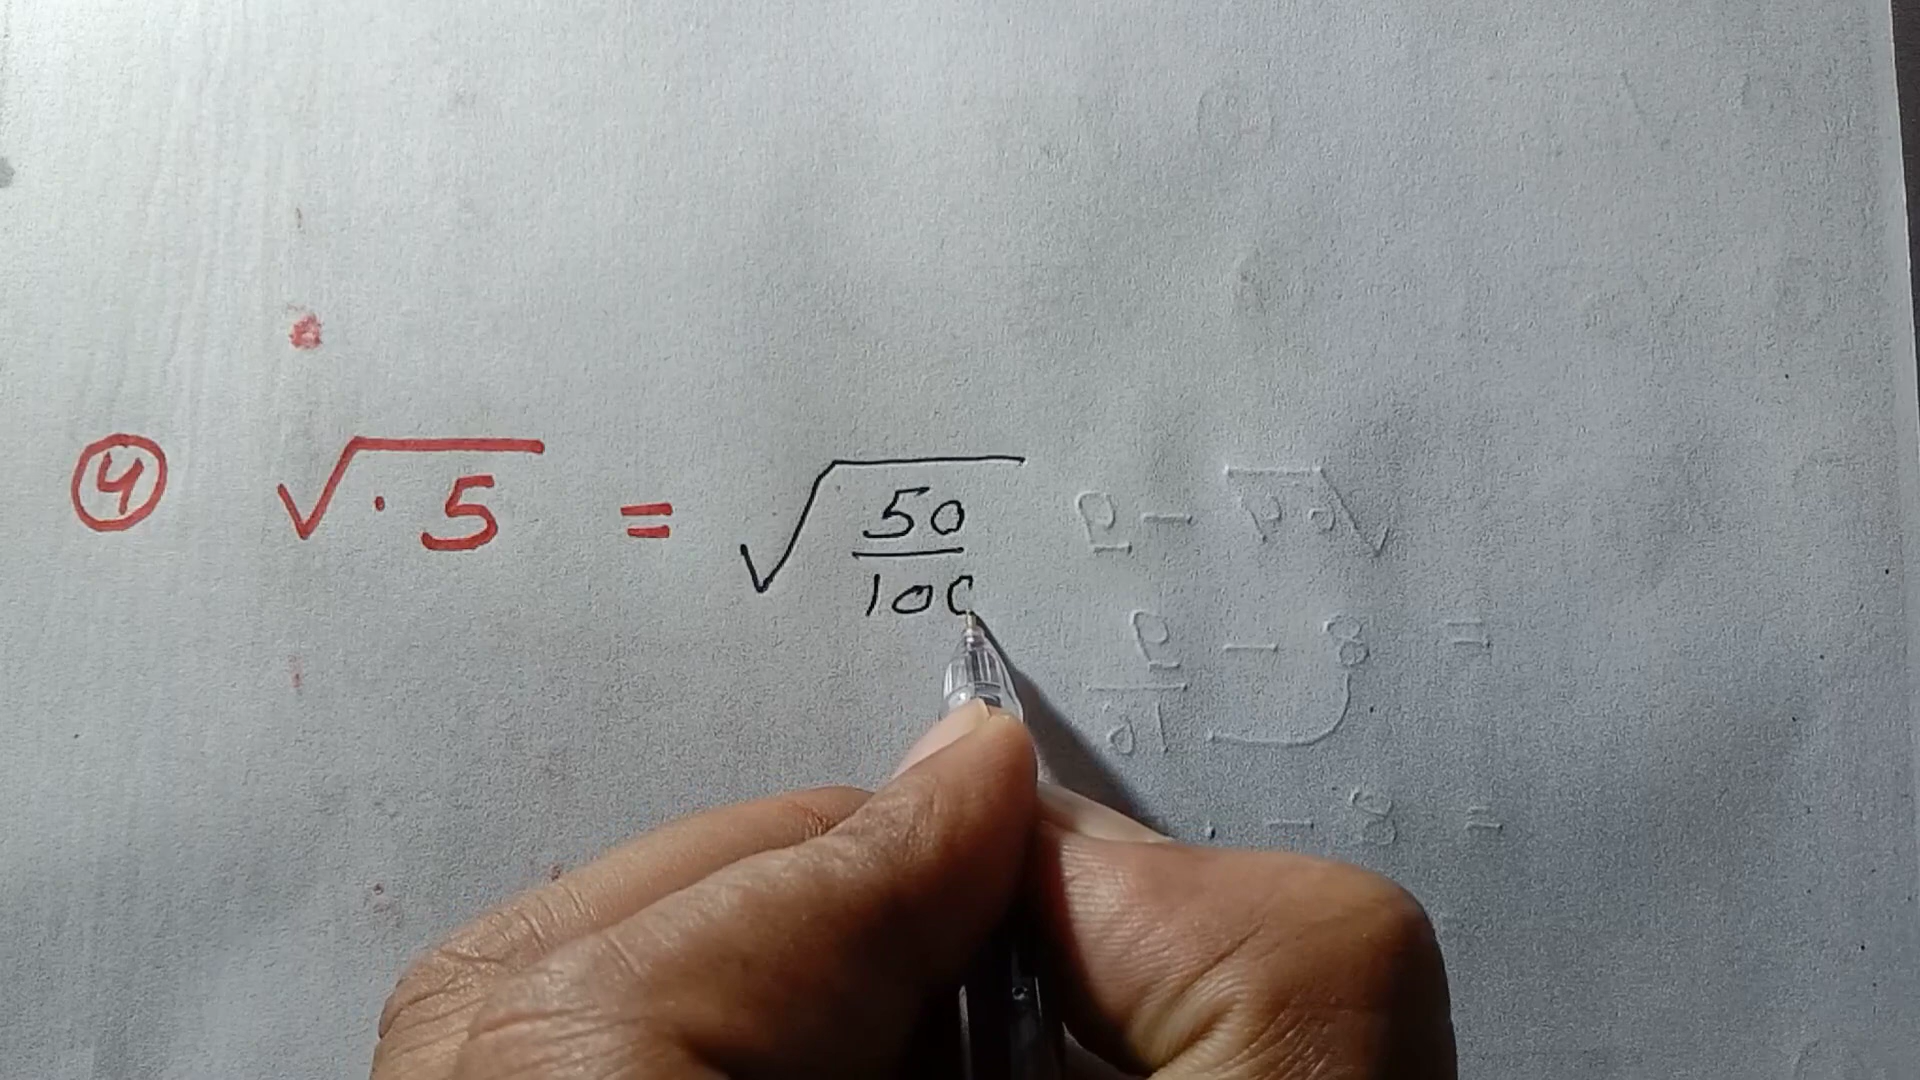 ④ √.5 = √50/100